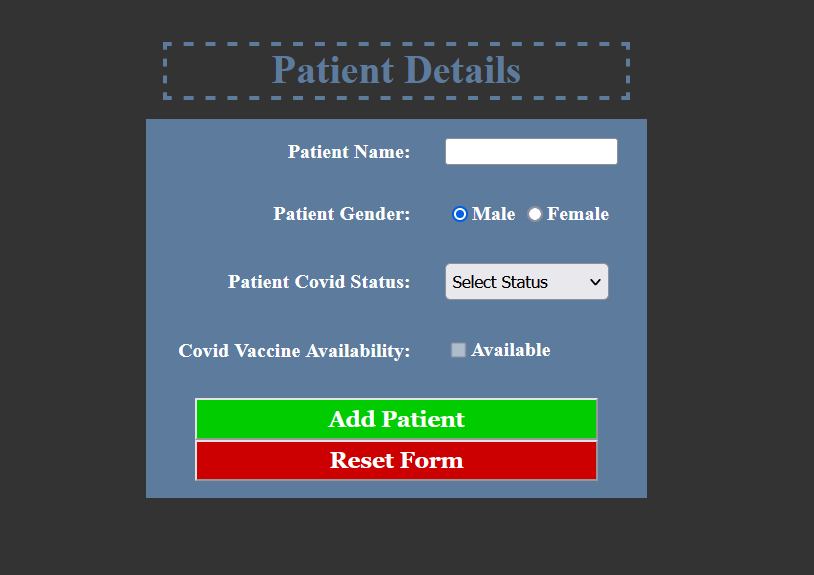 Patient Details
Patient Name:
Patient Gender: Male Female
Patient Covid Status: Select Status
Covid Vaccine Availability: Available
Add Patient
Reset Form